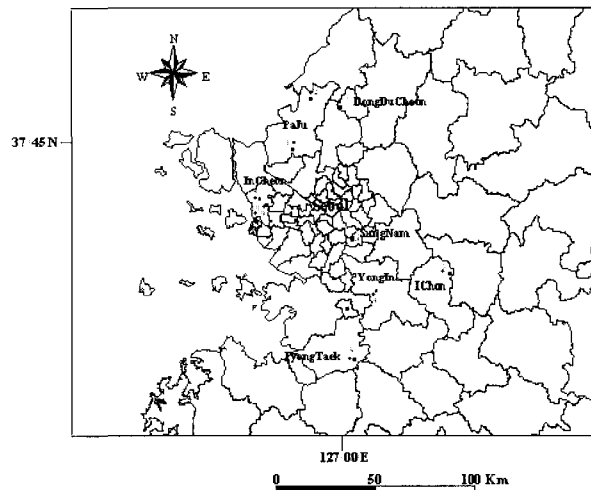 N
W E
S
DongDuCheon
PaJu
37 45 N
InCheon
Seoul
SungNam
YongIn
IChon
PyongTaek
127 00 E
0 50 100 Km